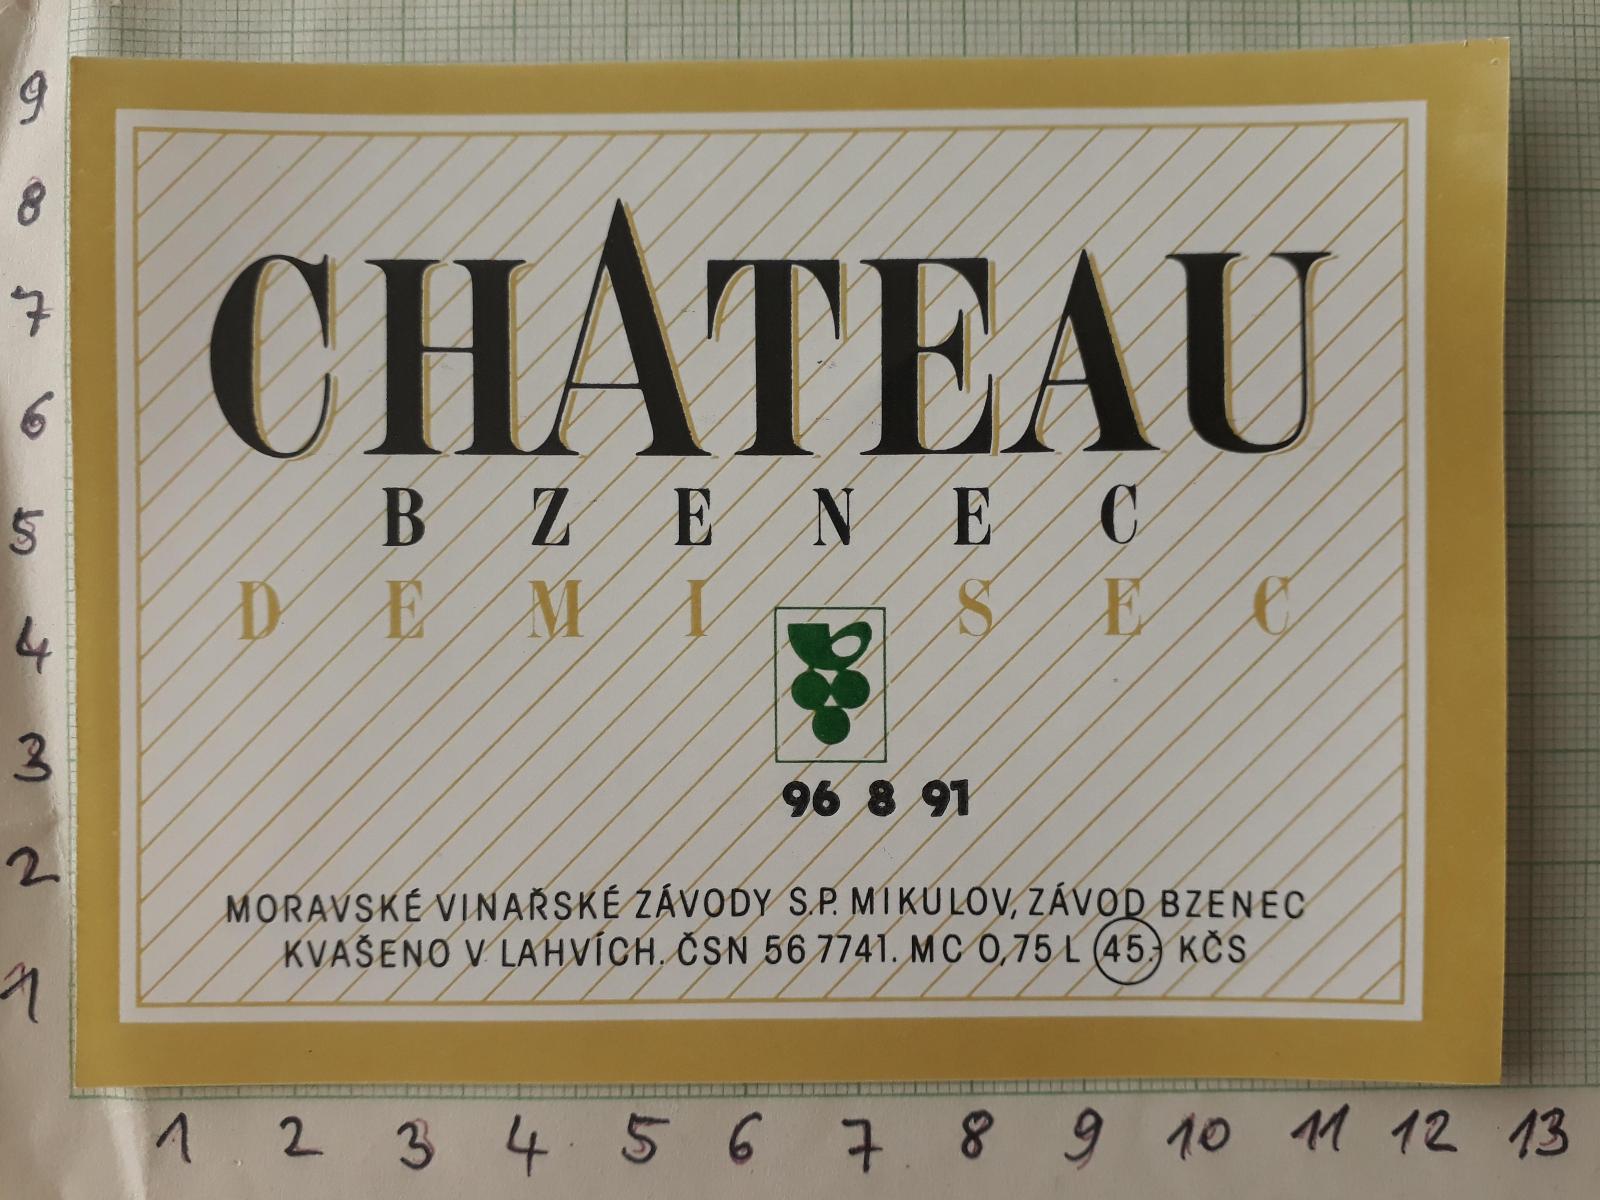 9
8
7
6
5
4
3
2
1
CHATEAU
BZENEC
DEMI SEC
96 8 91
MORAVSKÉ VINAŘSKÉ ZÁVODY S.P. MIKULOV, ZÁVOD BZENEC
KVAŠENO V LAHVÍCH. ČSN 56 7741. MC 0,75 L 45.- KČS
1 2 3 4 5 6 7 8 9 10 11 12 13